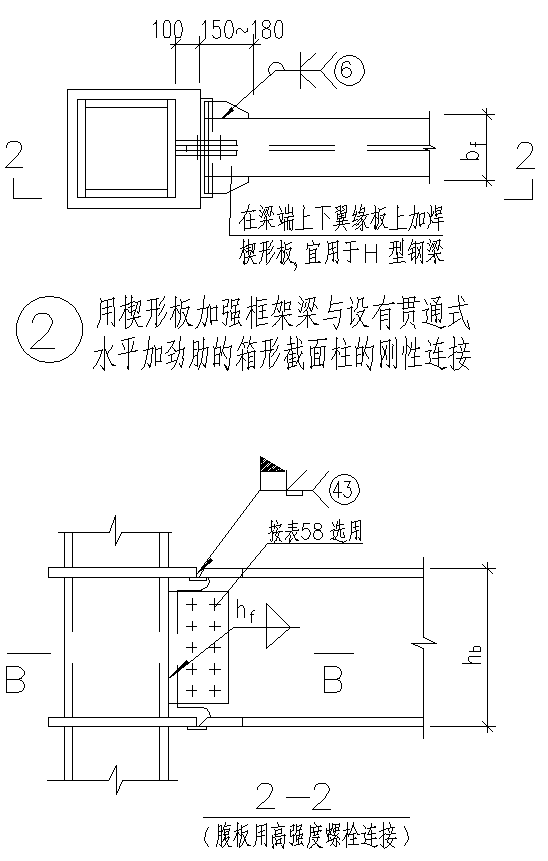 100 150~180
6
2 2
bf
在梁端上下翼缘板上加焊
楔形板,宜用于H型钢梁
2 用楔形板加强框架梁与设有贯通式
水平加劲肋的箱形截面柱的刚性连接
43
按表58选用
hf
B B
hb
2-2
(腹板用高强度螺栓连接)